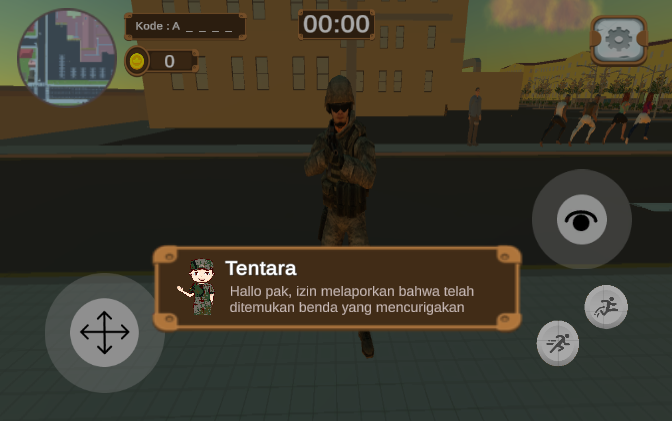 Kode : A _ _ _ _
00:00
0
Tentara
Hallo pak, izin melaporkan bahwa telah
ditemukan benda yang mencurigakan